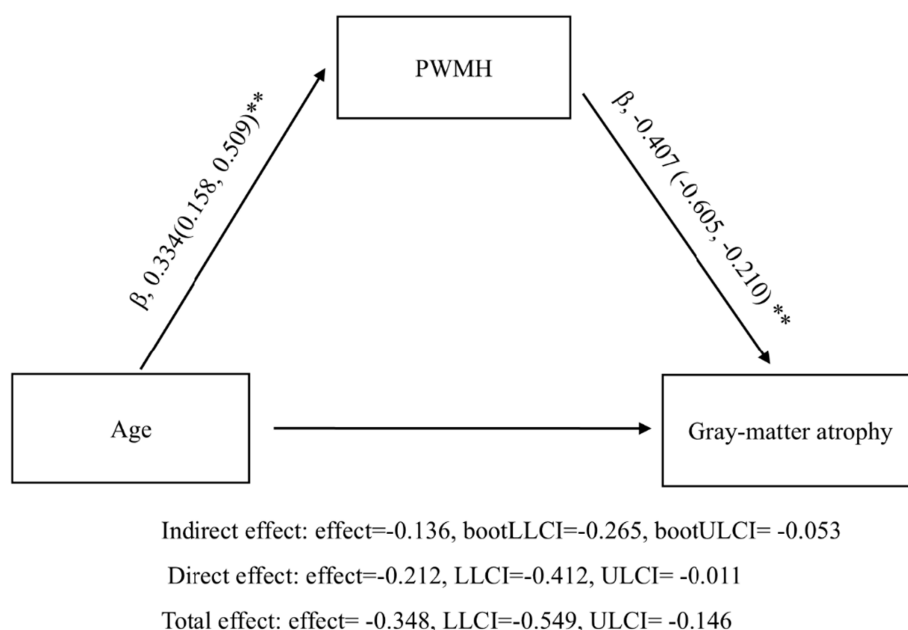 PWMH
β, 0.334(0.158, 0.509)**
β, -0.407 (-0.605, -0.210) **
Age
Gray-matter atrophy
Indirect effect: effect=-0.136, bootLLCI=-0.265, bootULCI= -0.053
Direct effect: effect=-0.212, LLCI=-0.412, ULCI= -0.011
Total effect: effect= -0.348, LLCI=-0.549, ULCI= -0.146